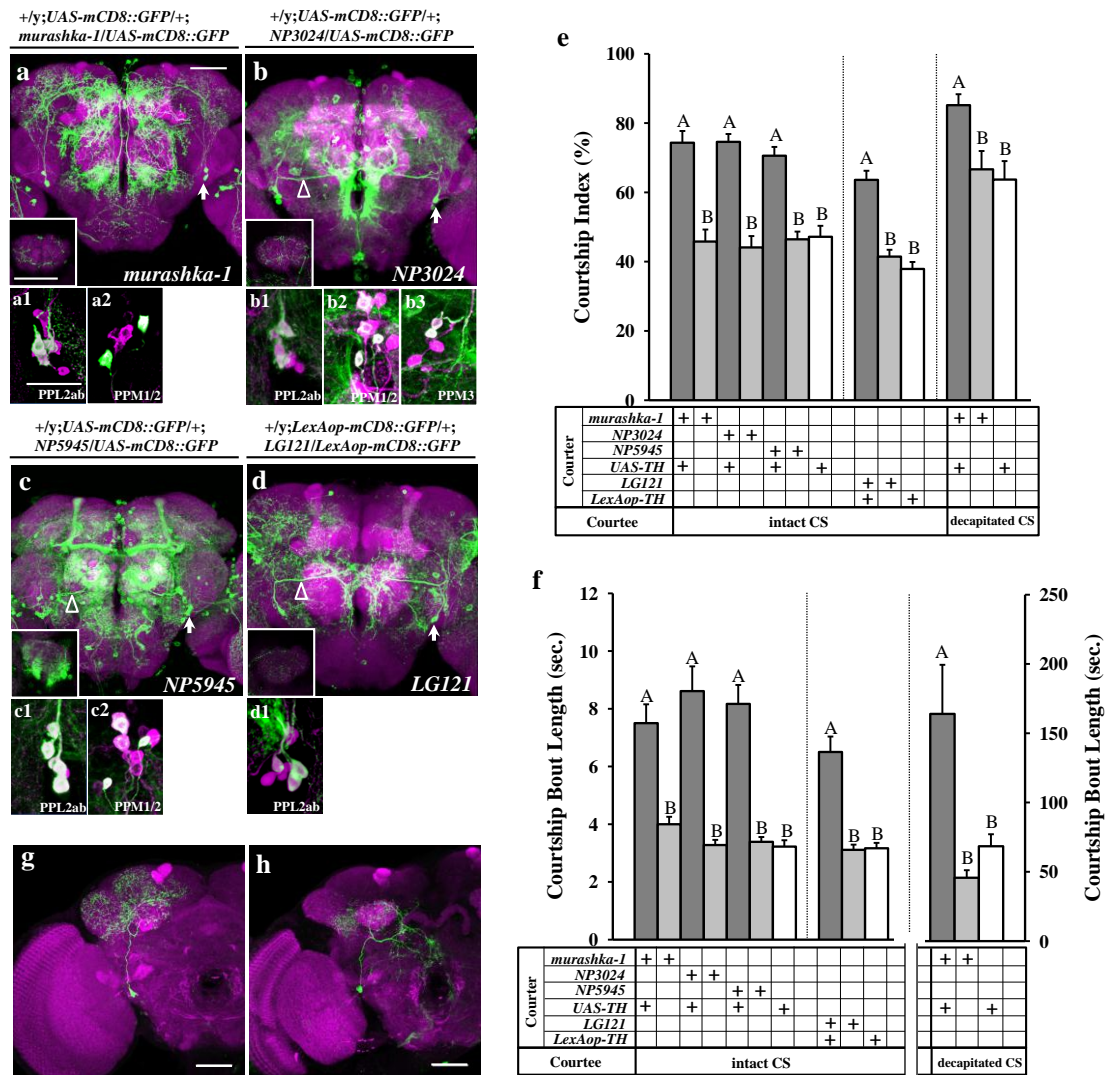 +/y;UAS-mCD8::GFP/+;
murashka-1/UAS-mCD8::GFP
+/y;UAS-mCD8::GFP/+;
NP3024/UAS-mCD8::GFP
a
murashka-1
b
NP3024
a1
PPL2ab
a2
PPM1/2
b1
PPL2ab
b2
PPM1/2
b3
PPM3
+/y;UAS-mCD8::GFP/+;
NP5945/UAS-mCD8::GFP
+/y;LexAop-mCD8::GFP/+;
LG121/LexAop-mCD8::GFP
c
NP5945
d
LG121
c1
PPL2ab
c2
PPM1/2
d1
PPL2ab
g
h
e
Courtship Index (%)
100
80
60
40
20
0
A B A B A B B A B B A B B
Courter
murashka-1 + + + +
NP3024 + +
NP5945 + +
UAS-TH + + + + + +
LG121 + +
LexAop-TH + +
Courtee intact CS decapitated CS
f
Courtship Bout Length (sec.)
12
10
8
6
4
2
0
A B A B A B B A B B A B B
250
200
150
100
50
0
Courtship Bout Length (sec.)
Courter
murashka-1 + + + +
NP3024 + +
NP5945 + +
UAS-TH + + + + + +
LG121 + +
LexAop-TH + +
Courtee intact CS decapitated CS